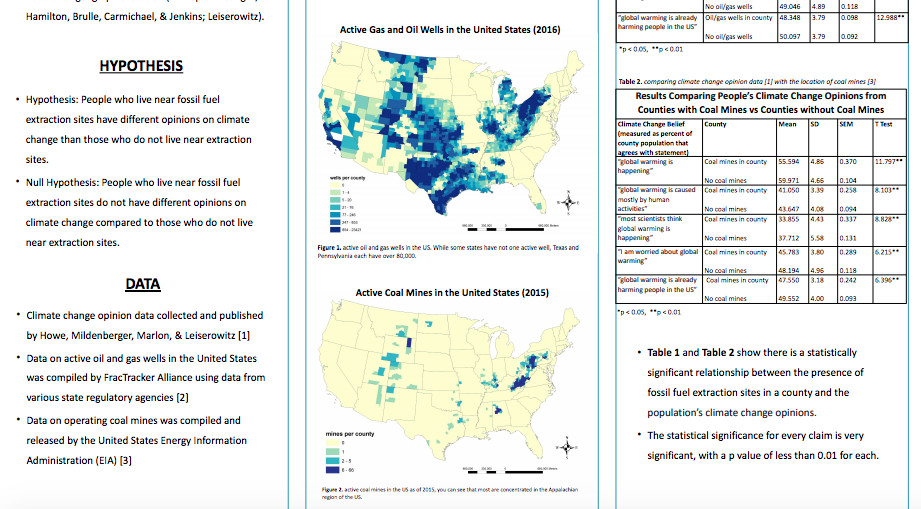 Hamilton, Brulle, Carmichael, & Jenkins; Leiserowitz).
HYPOTHESIS
• Hypothesis: People who live near fossil fuel
extraction sites have different opinions on climate
change than those who do not live near extraction
sites.
• Null Hypothesis: People who live near fossil fuel
extraction sites do not have different opinions on
climate change compared to those who do not live
near extraction sites.
DATA
• Climate change opinion data collected and published
by Howe, Mildenberger, Marlon, & Leiserowitz [1]
• Data on active oil and gas wells in the United States
was compiled by FracTracker Alliance using data from
various state regulatory agencies [2]
• Data on operating coal mines was compiled and
released by the United States Energy Information
Administration (EIA) [3]
Active Gas and Oil Wells in the United States (2016)
wells per county
0
1 - 4
5 - 20
21 - 76
77 - 246
Figure 1. active oil and gas wells in the US. While some states have not one active well, Texas and
Pennsylvania each have over 80,000.
Active Coal Mines in the United States (2015)
mines per county
0
1
2 - 5
6 - 66
Figure 2. active coal mines in the US as of 2015, you can see that most are concentrated in the Appalachian
region of the US.
No oil/gas wells 49.046 4.89 0.118
"global warming is already Oil/gas wells in county 48.348 3.79 0.098 12.988**
harming people in the US"
No oil/gas wells 50.097 3.79 0.092
*p < 0.05, **p < 0.01
Table 2. comparing climate change opinion data [1] with the location of coal mines [3]
Results Comparing People's Climate Change Opinions from
Counties with Coal Mines vs Counties without Coal Mines
Climate Change Belief County Mean SD SEM T Test
(measured as percent of
county population that
agrees with statement)
"global warming is Coal mines in county 55.594 4.86 0.370 11.797**
happening"
No coal mines 59.971 4.66 0.104
"global warming is caused Coal mines in county 41.050 3.39 0.258 8.103**
mostly by human
activities" No coal mines 43.647 4.08 0.094
"most scientists think Coal mines in county 33.855 4.43 0.337 8.828**
global warming is
happening" No coal mines 37.712 5.58 0.131
"I am worried about global Coal mines in county 45.783 3.80 0.289 6.215**
warming"
No coal mines 48.194 4.96 0.118
"global warming is already Coal mines in county 47.550 3.18 0.242 6.396**
harming people in the US"
No coal mines 49.552 4.00 0.093
*p < 0.05, **p < 0.01
• Table 1 and Table 2 show there is a statistically
significant relationship between the presence of
fossil fuel extraction sites in a county and the
population's climate change opinions.
• The statistical significance for every claim is very
significant, with a p value of less than 0.01 for each.